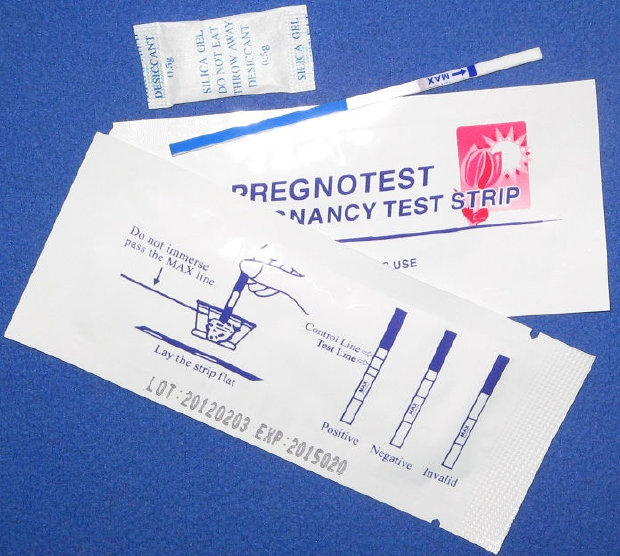 DESICCANT
0.5g
SILICA GEL
DO NOT EAT
THROW AWAY
DESICCANT
0.5g
SILICA GEL
MAX
PREGNOTEST
NANCY TEST STRIP
USE
Do not immerse
pass the MAX line
Lay the strip flat
LOT:20120203 EXP:2015020
Control Line
Test Line
MAX
MAX
MAX
Positive
Negative
Invalid